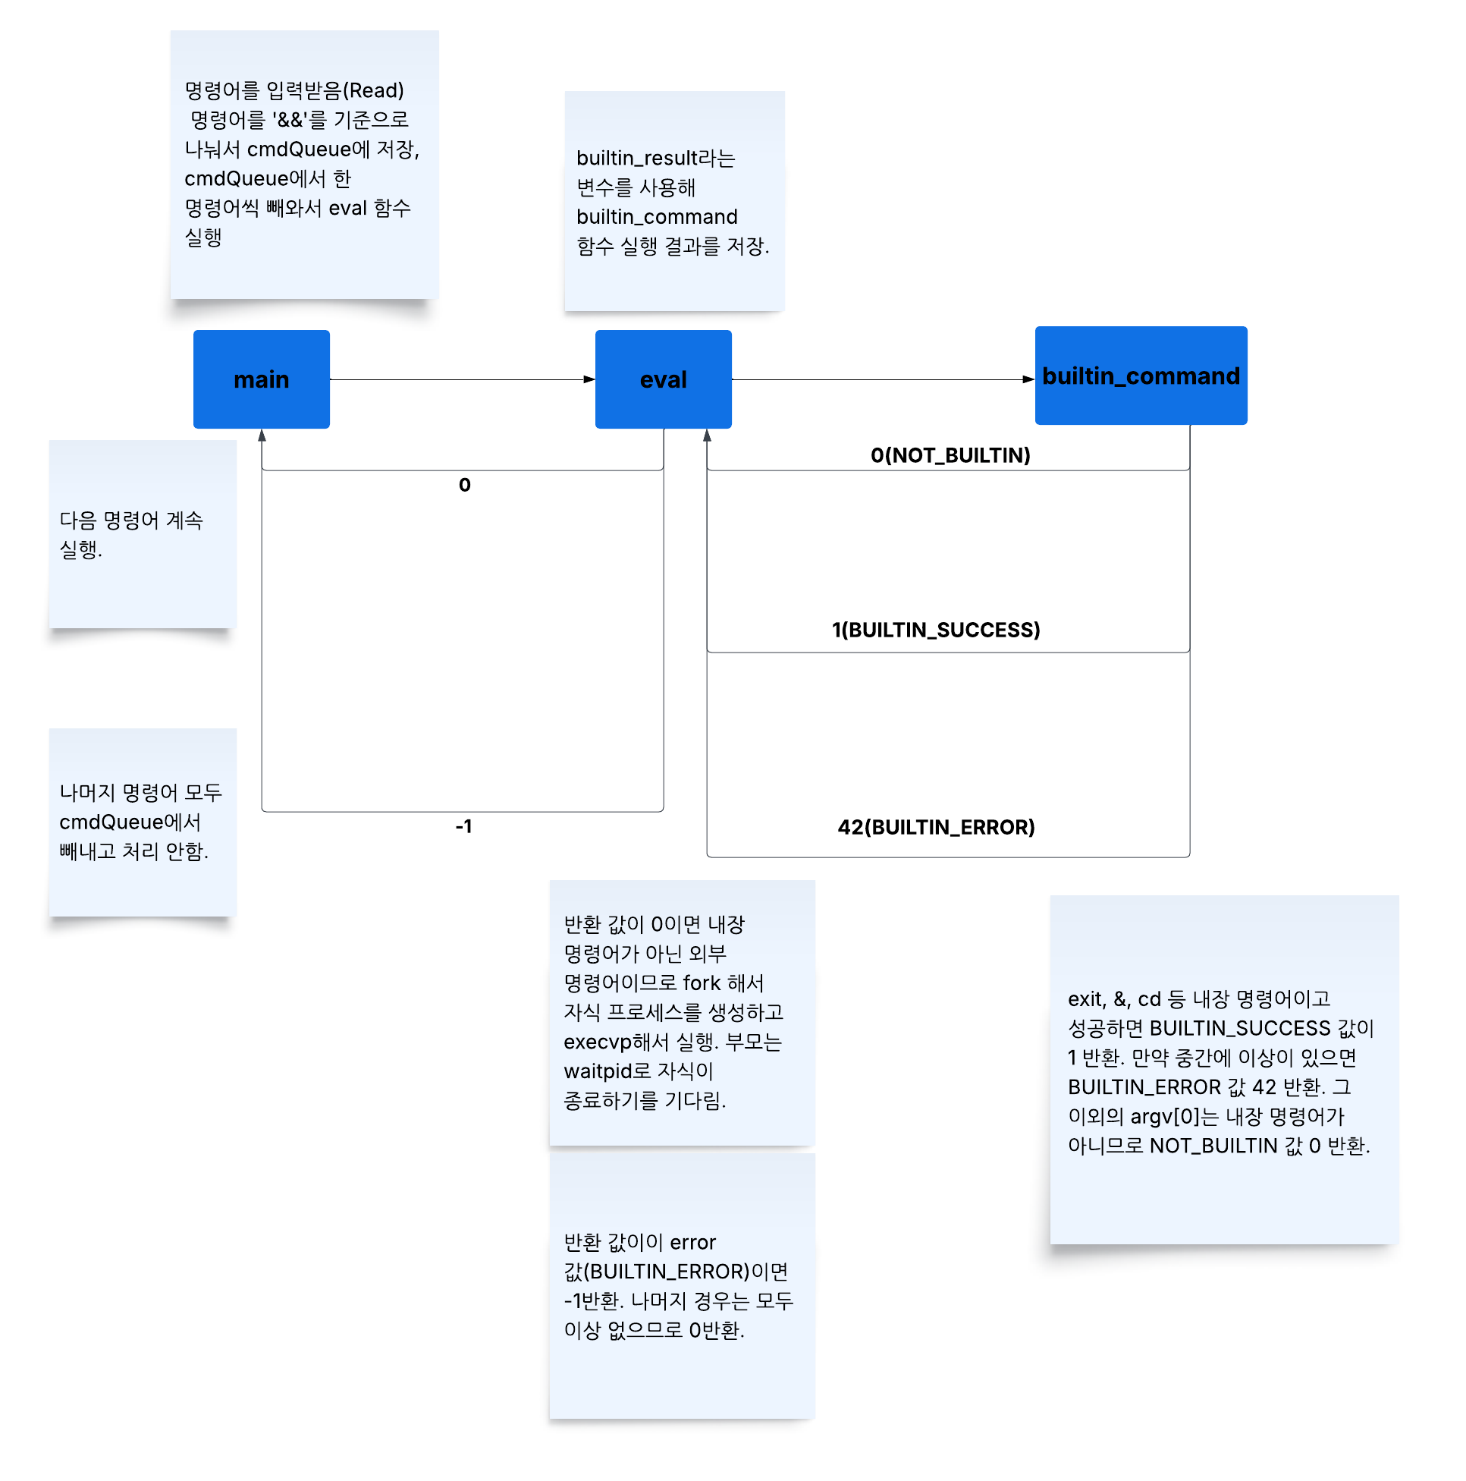 명령어를 입력받음(Read)
명령어를 '&&'를 기준으로
나눠서 cmdQueue에 저장,
cmdQueue에서 한
명령어씩 빼와서 eval 함수
실행
builtin_result라는
변수를 사용해
builtin_command
함수 실행 결과를 저장.
main
eval
builtin_command
0
0(NOT_BUILTIN)
다음 명령어 계속
실행.
1(BUILTIN_SUCCESS)
나머지 명령어 모두
cmdQueue에서
빼내고 처리 안함.
-1
42(BUILTIN_ERROR)
반환 값이 0이면 내장
명령어가 아닌 외부
명령어이므로 fork 해서
자식 프로세스를 생성하고
execvp해서 실행. 부모는
waitpid로 자식이
종료하기를 기다림.
exit, &, cd 등 내장 명령어이고
성공하면 BUILTIN_SUCCESS 값이
1 반환. 만약 중간에 이상이 있으면
BUILTIN_ERROR 값 42 반환. 그
이외의 argv[0]는 내장 명령어가
아니므로 NOT_BUILTIN 값 0 반환.
반환 값이이 error
값(BUILTIN_ERROR)이면
-1반환. 나머지 경우는 모두
이상 없으므로 0반환.